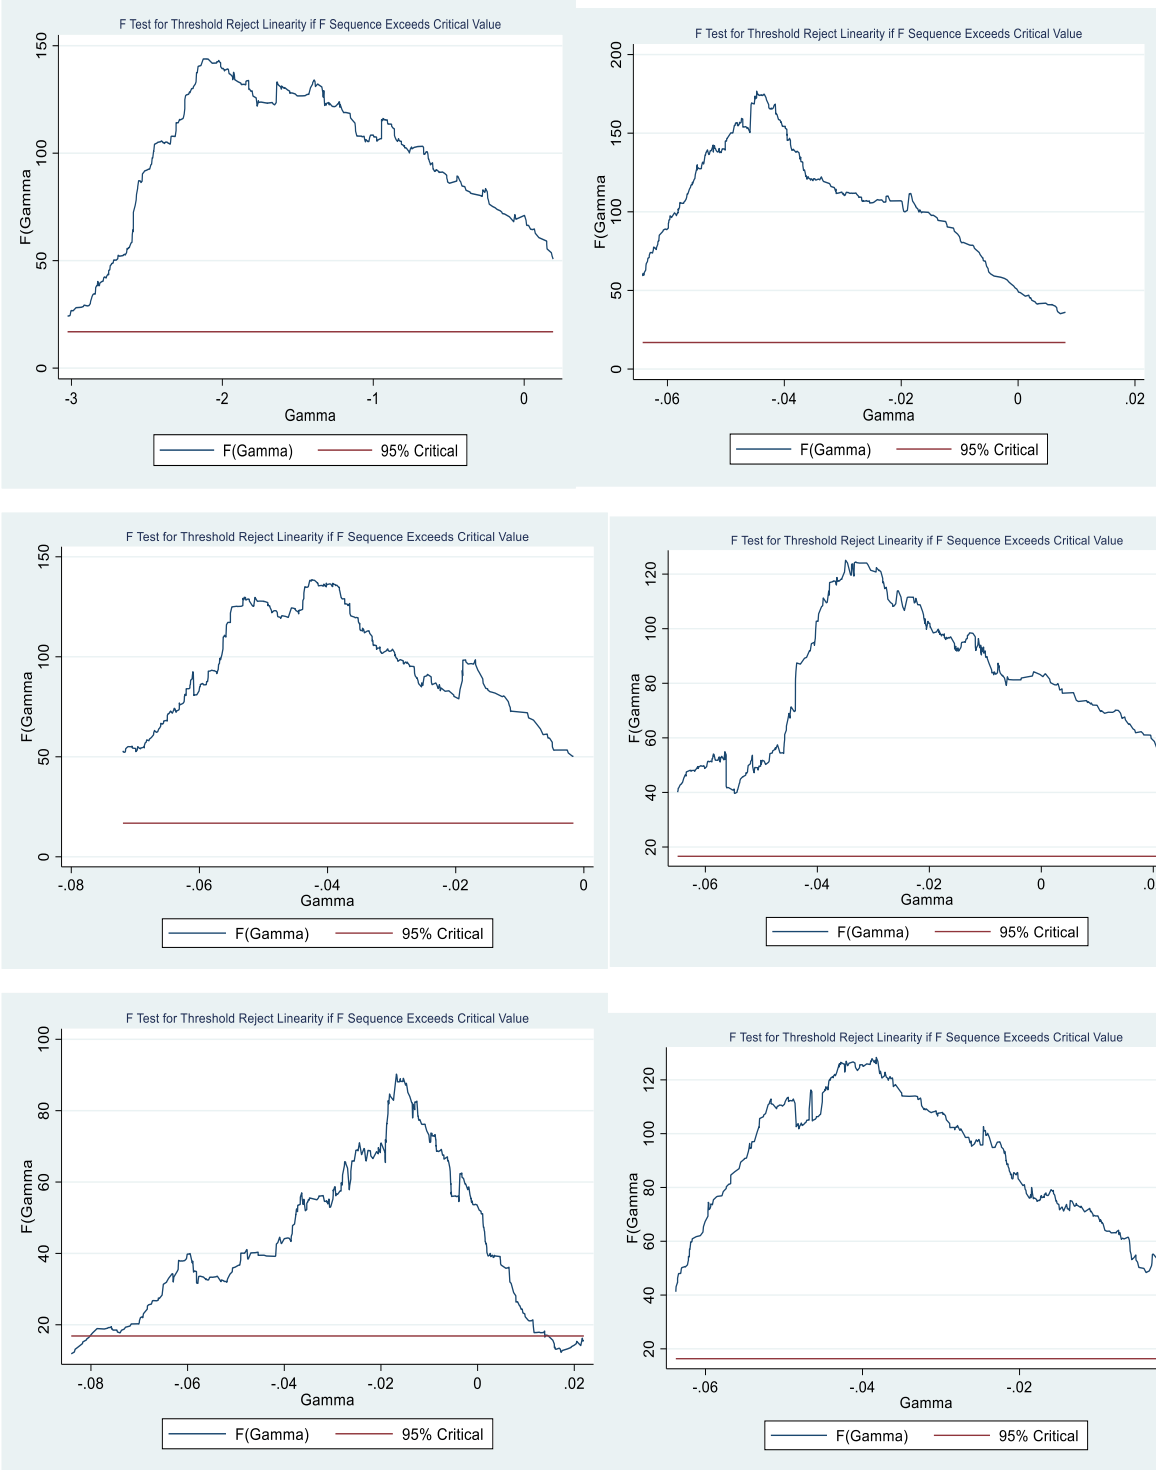 F Test for Threshold Reject Linearity if F Sequence Exceeds Critical Value
F(Gamma
150
100
50
0
-3
-2
-1
0
Gamma
F(Gamma)
95% Critical
F Test for Threshold Reject Linearity if F Sequence Exceeds Critical Value
F(Gamma
200
150
100
50
0
-.06
-.04
-.02
0
.02
Gamma
F(Gamma)
95% Critical
F Test for Threshold Reject Linearity if F Sequence Exceeds Critical Value
F(Gamma
150
100
50
0
-.08
-.06
-.04
-.02
0
Gamma
F(Gamma)
95% Critical
F Test for Threshold Reject Linearity if F Sequence Exceeds Critical Value
F(Gamma
120
100
80
60
40
20
-.06
-.04
-.02
0
.0
Gamma
F(Gamma)
95% Critical
F Test for Threshold Reject Linearity if F Sequence Exceeds Critical Value
F(Gamma
100
80
60
40
20
-.08
-.06
-.04
-.02
0
.02
Gamma
F(Gamma)
95% Critical
F Test for Threshold Reject Linearity if F Sequence Exceeds Critical Value
F(Gamma
120
100
80
60
40
20
-.06
-.04
-.02
Gamma
F(Gamma)
95% Critical